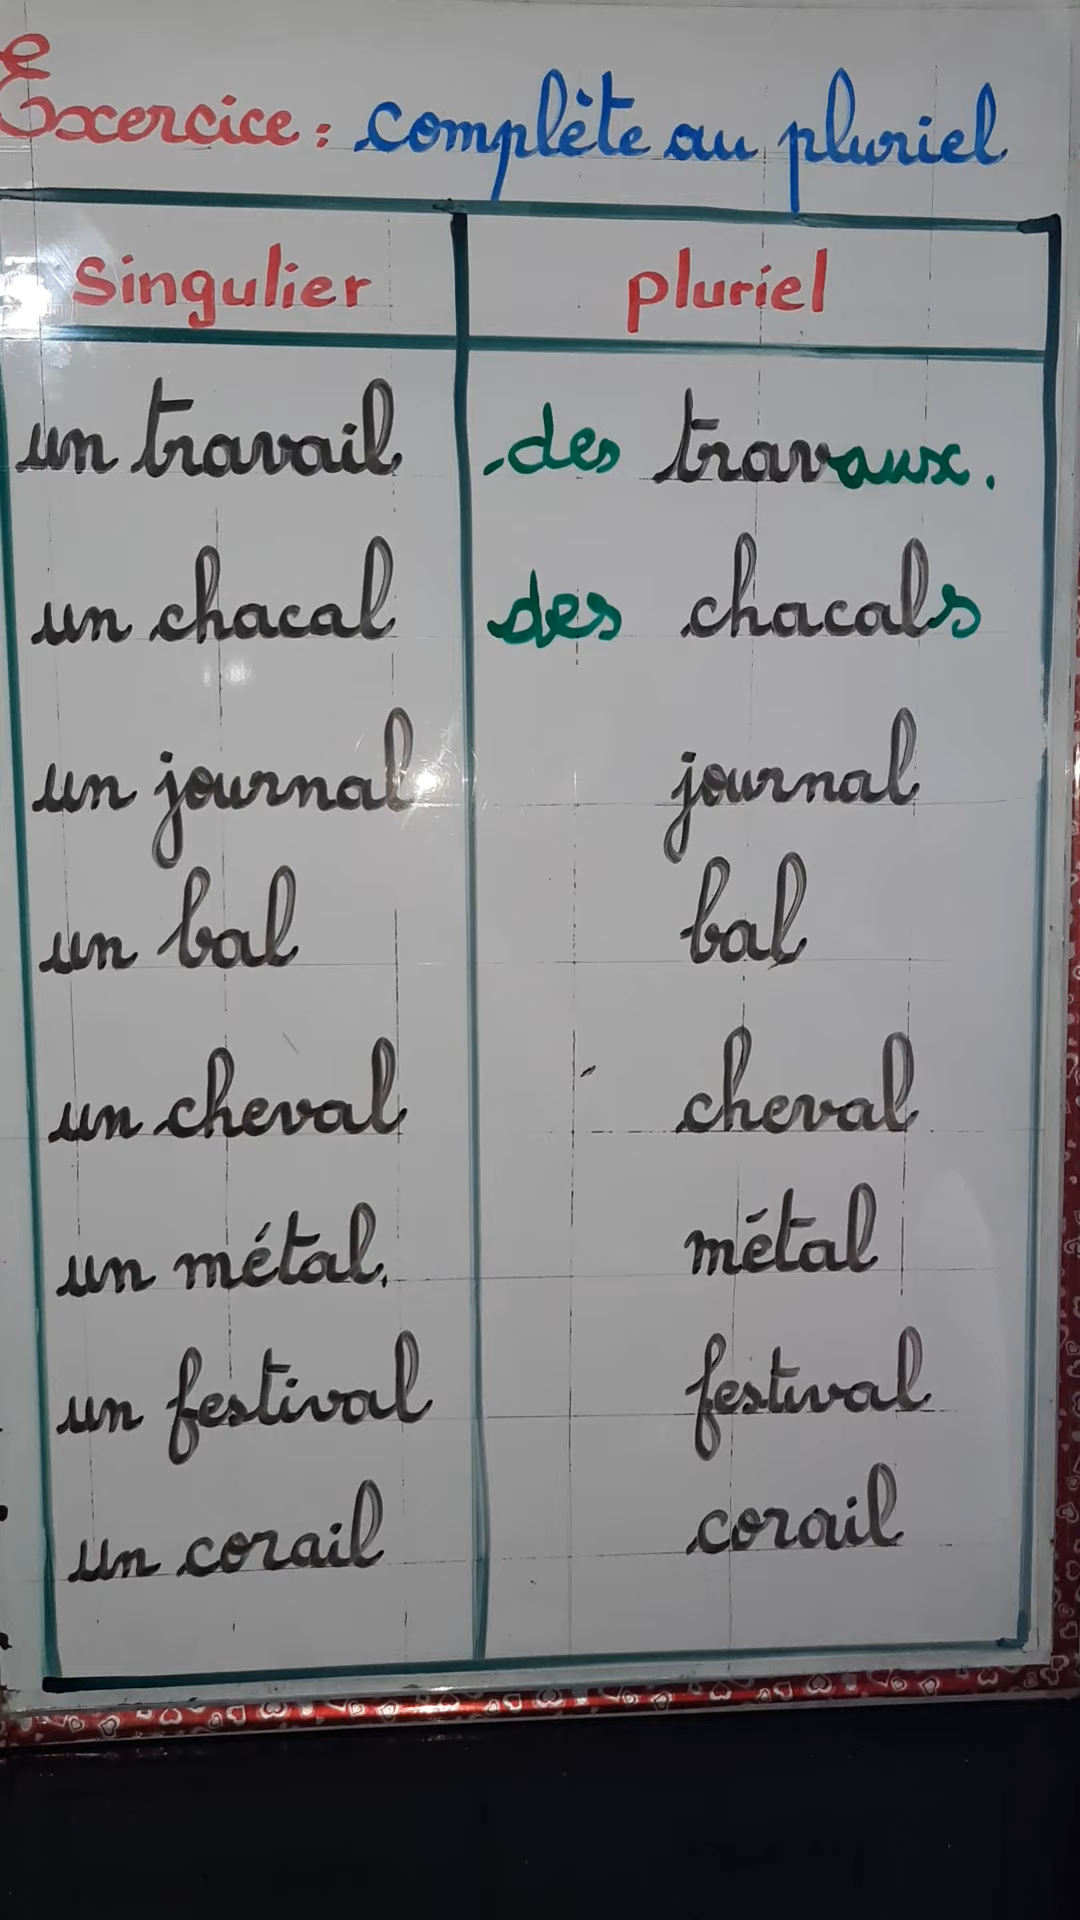 Exercice : complète au pluriel
singulier pluriel
un travail des travaux.
un chacal des chacals
un journal journal
un bal bal
un cheval cheval
un métal. métal
un festival festival
un corail corail